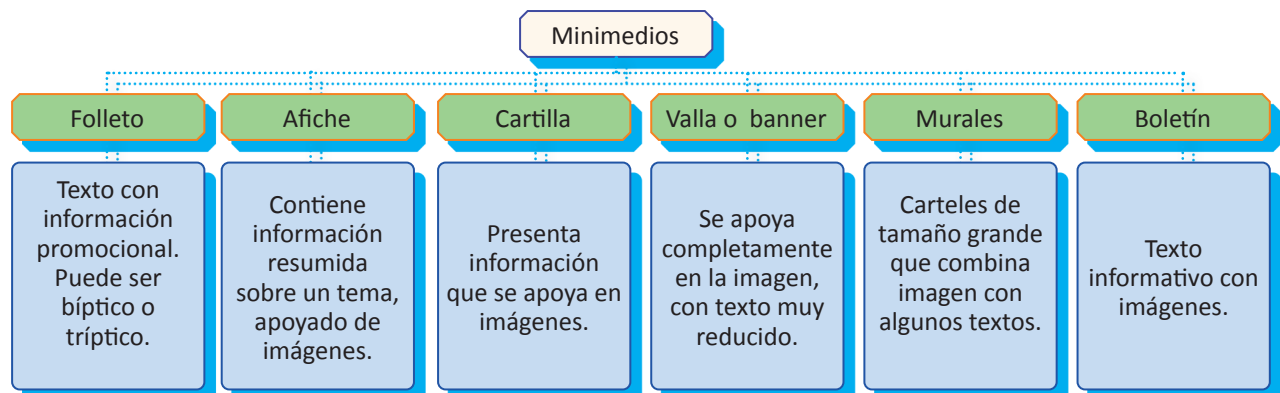 Minimedios
Folleto
Afiche
Cartilla
Valla o banner
Murales
Boletín
Texto con
información
promocional.
Puede ser
bíptico o
tríptico.
Contiene
información
resumida
sobre un tema,
apoyado de
imágenes.
Presenta
información
que se apoya en
imágenes.
Se apoya
completamente
en la imagen,
con texto muy
reducido.
Carteles de
tamaño grande
que combina
imagen con
algunos textos.
Texto
informativo con
imágenes.